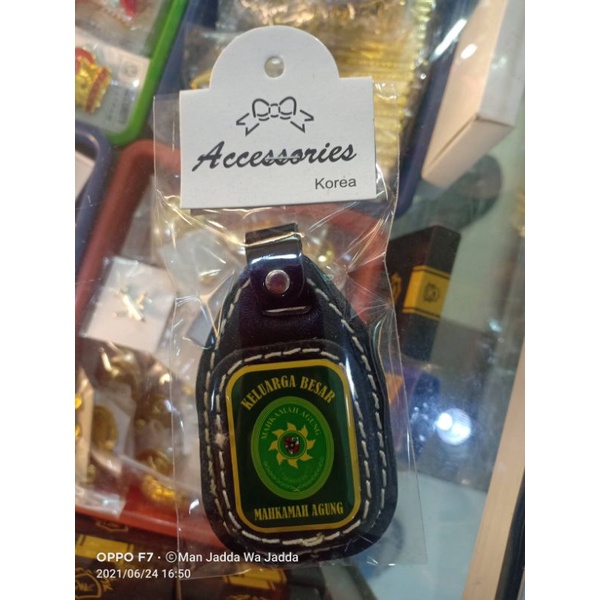 Accessories
Korea
KELUARGA BESAR
MAHKAMAH AGUNG
MAHKAMAH AGUNG
OPPO F7 · ©Man Jadda Wa Jadda
2021/06/24 16:50